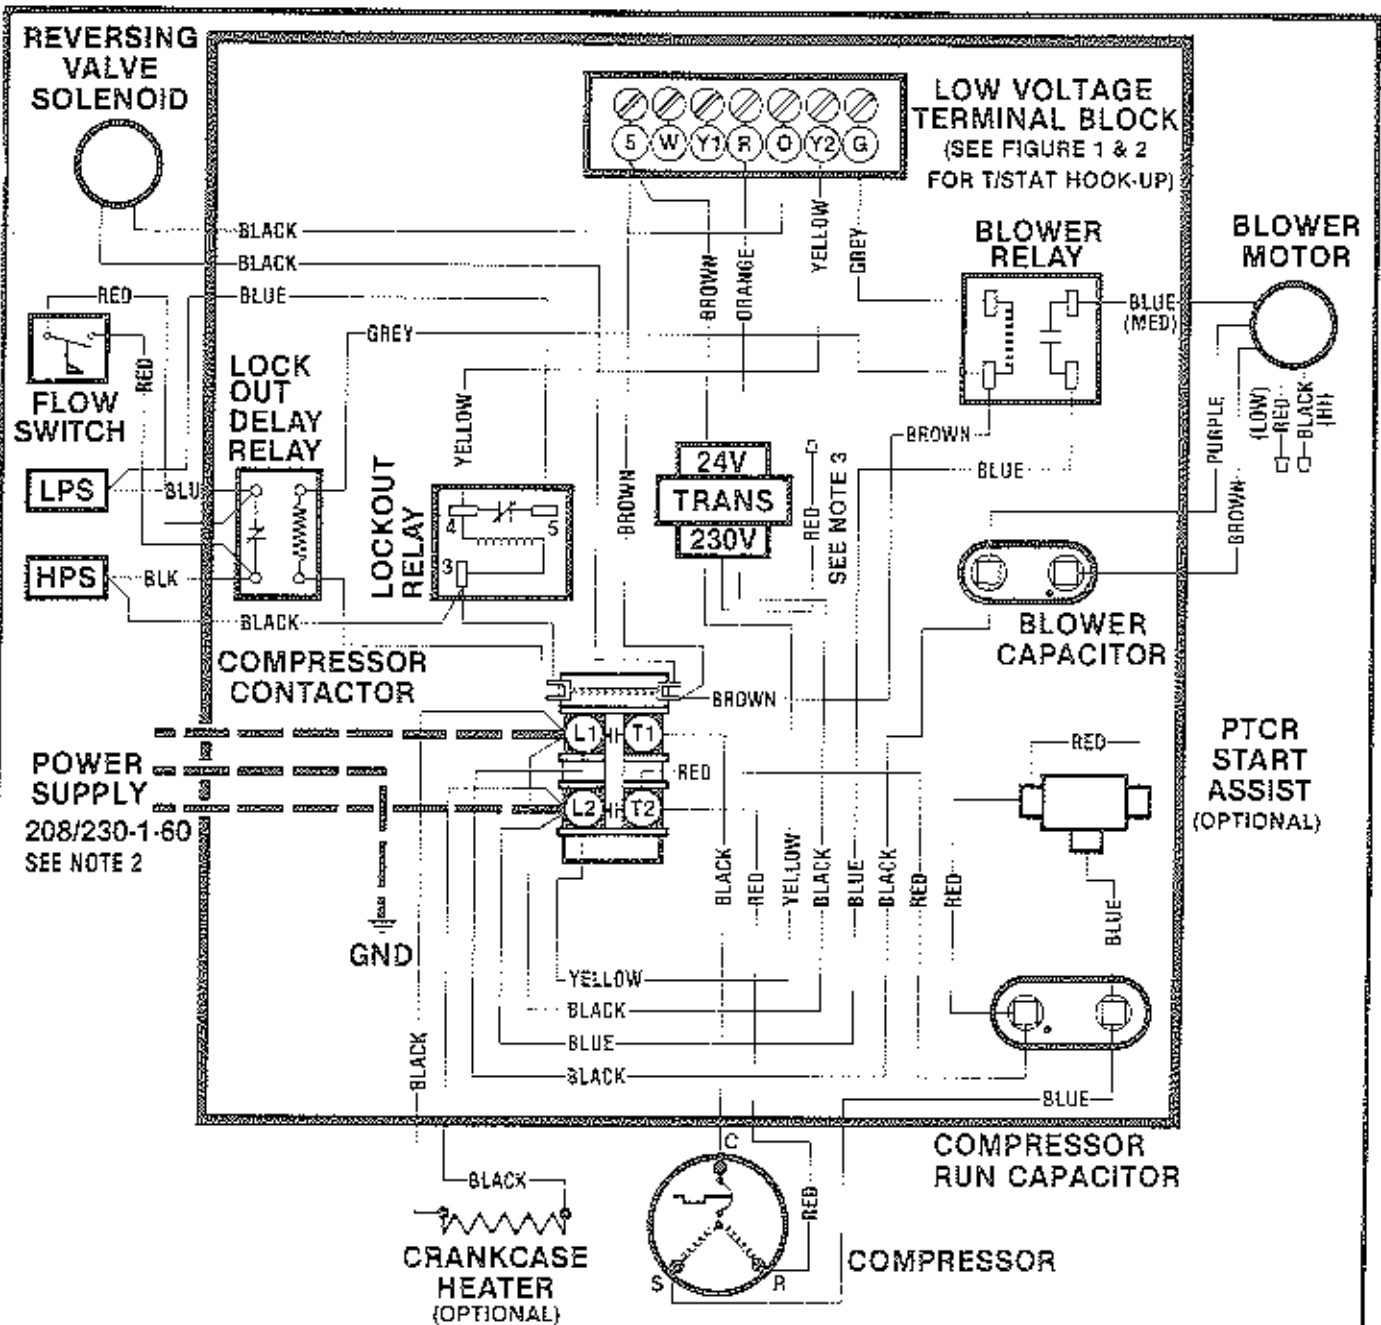 REVERSING
VALVE
SOLENOID
5 W Y1 R O Y2 G
LOW VOLTAGE
TERMINAL BLOCK
(SEE FIGURE 1 & 2
FOR T/STAT HOOK-UP)
BLACK
BLACK
BLUE
RED
BROWN
ORANGE
YELLOW
GREY
BLOWER
RELAY
BLOWER
MOTOR
BLUE
(MED)
GREY
RED
FLOW
SWITCH
LOCK
OUT
DELAY
RELAY
YELLOW
PURPLE
(LOW)
RED
BLACK
(HI)
BROWN
BLUE
LPS
BLU
LOCKOUT
RELAY
4
5
3
BROWN
24V
TRANS
230V
RED
SEE NOTE 3
BROWN
HPS
BLK
BLACK
BLOWER
CAPACITOR
COMPRESSOR
CONTACTOR
BROWN
L1
T1
RED
L2
T2
POWER
SUPPLY
208/230-1-60
SEE NOTE 2
GND
RED
PTCR
START
ASSIST
(OPTIONAL)
BLACK
RED
YELLOW
BLACK
BLUE
BLACK
RED
RED
BLUE
YELLOW
BLACK
BLUE
BLACK
BLACK
BLUE
COMPRESSOR
RUN CAPACITOR
C
BLACK
RED
CRANKCASE
HEATER
(OPTIONAL)
S
R
COMPRESSOR